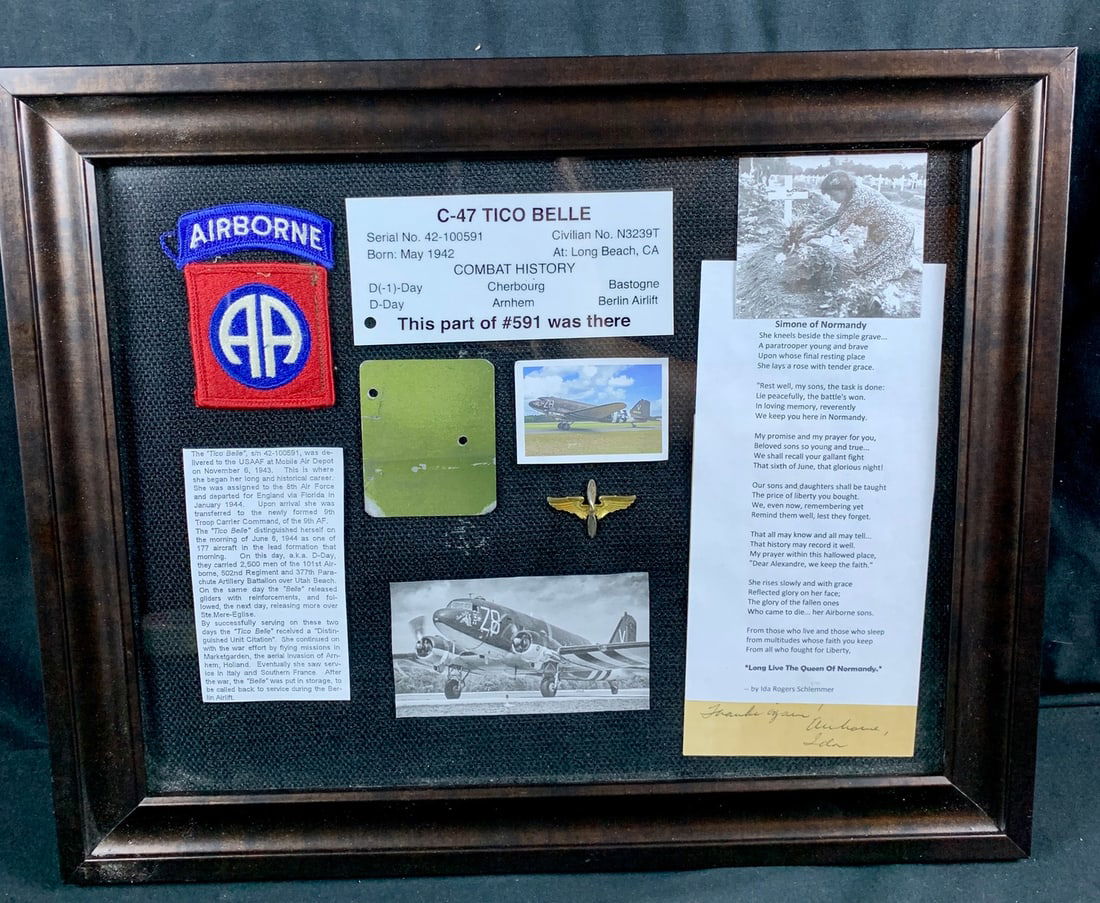 AIRBORNE
AA
C-47 TICO BELLE
Serial No. 42-100591 Civilian No. N3239T
Born: May 1942 At: Long Beach, CA
COMBAT HISTORY
D(-1)-Day Cherbourg Bastogne
D-Day Arnhem Berlin Airlift
This part of #591 was there
The "Tico Belle", s/n 42-100591, was de-
livered to the USAAF at Mobile Air Depot
on November 6, 1943. This is where
she began her long and historical career.
She was assigned to the 8th Air Force
and departed for England via Florida in
January 1944. Upon arrival she was
transferred to the newly formed 9th
Troop Carrier Command, of the 9th AF.
The "Tico Belle" distinguished herself on
the morning of June 6, 1944 as one of
177 aircraft in the lead formation that
morning. On this day, a.k.a. D-Day,
they carried 2,500 men of the 101st Air-
borne, 502nd Regiment and 377th Para-
chute Artillery Battalion over Utah Beach.
On the same day the "Belle" released
gliders with reinforcements, and fol-
lowed, the next day, releasing more over
Ste.Mere-Eglise.
By successfully serving on these two
days the "Tico Belle" received a "Distin-
guished Unit Citation". She continued on
with the war effort by flying missions in
Marketgarden, the aerial invasion of Arn-
hem, Holland. Eventually she saw serv-
ice in Italy and Southern France. After
the war, the "Belle" was put in storage, to
be called back to service during the Ber-
lin Airlift.
Z8
V
Simone of Normandy
She kneels beside the simple grave...
A paratrooper young and brave
Upon whose final resting place
She lays a rose with tender grace.
"Rest well, my sons, the task is done:
Lie peacefully, the battle's won.
In loving memory, reverently
We keep you here in Normandy.
My promise and my prayer for you,
Beloved sons so young and true...
We shall recall your gallant fight
That sixth of June, that glorious night!
Our sons and daughters shall be taught
The price of liberty you bought.
We, even now, remembering yet
Remind them well, lest they forget.
That all may know and all may tell...
That history may record it well.
My prayer within this hallowed place,
"Dear Alexandre, we keep the faith."
She rises slowly and with grace
Reflected glory on her face;
The glory of the fallen ones
Who came to die... her Airborne sons.
From those who live and those who sleep
from multitudes whose faith you keep
From all who fought for Liberty,
"Long Live The Queen Of Normandy."
-- by Ida Rogers Schlemmer
Thanks again!
Airborne,
Ida